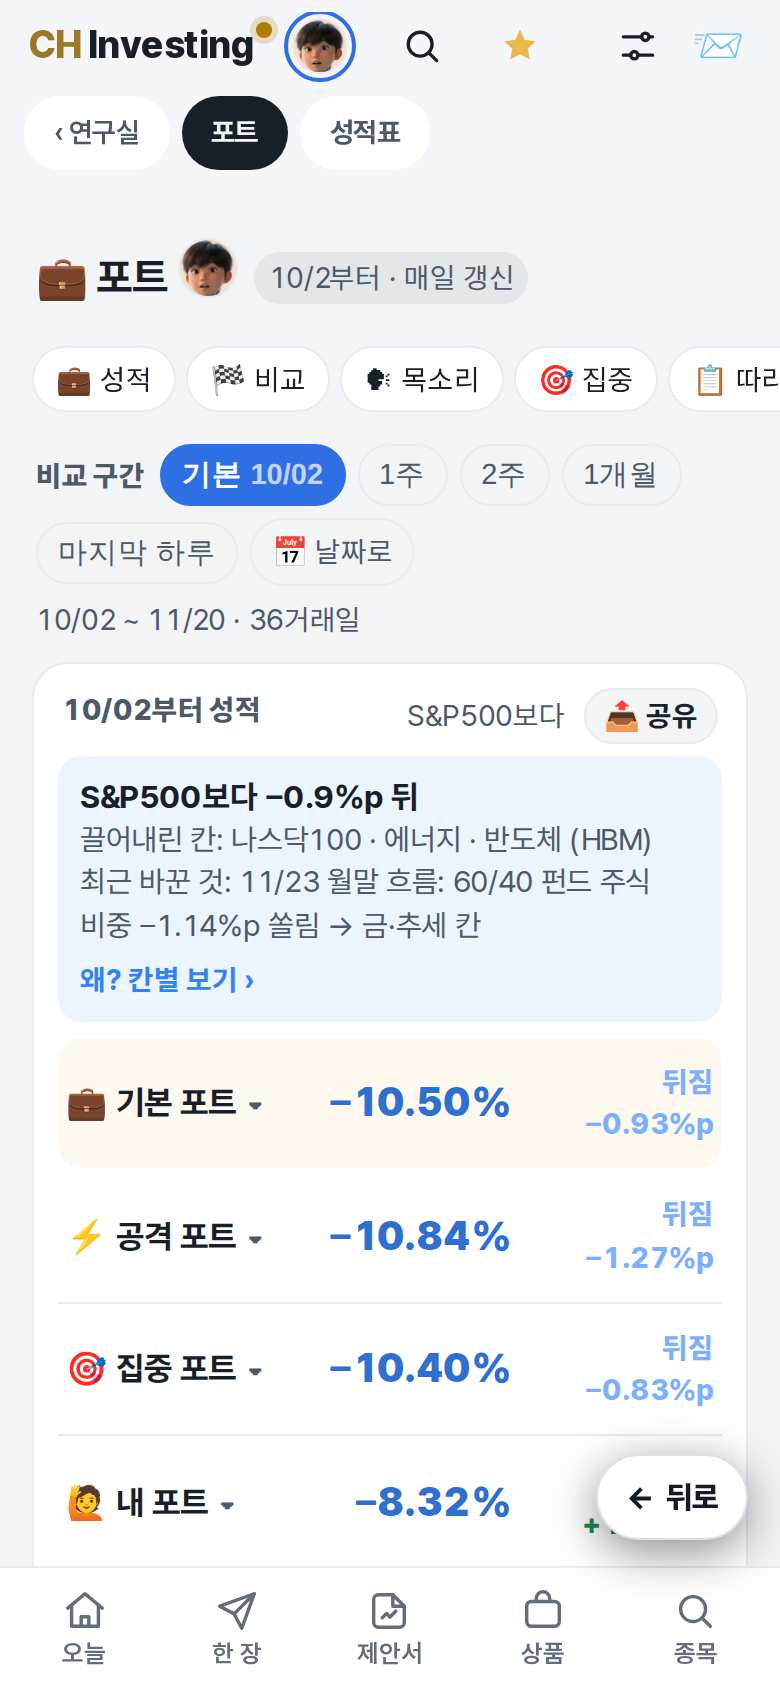 CH Investing
‹ 연구실
포트
성적표
💼 포트
10/2부터 · 매일 갱신
💼 성적
🏁 비교
🗣 목소리
🎯 집중
📋 따라
비교 구간
기본 10/02
1주
2주
1개월
마지막 하루
📅 날짜로
10/02 ~ 11/20 · 36거래일
10/02부터 성적
S&P500보다
📤 공유
S&P500보다 −0.9%p 뒤
끌어내린 칸: 나스닥100 · 에너지 · 반도체 (HBM)
최근 바꾼 것: 11/23 월말 흐름: 60/40 펀드 주식
비중 −1.14%p 쏠림 → 금·추세 칸
왜? 칸별 보기 ›
💼 기본 포트
−10.50%
뒤짐
−0.93%p
⚡ 공격 포트
−10.84%
뒤짐
−1.27%p
🎯 집중 포트
−10.40%
뒤짐
−0.83%p
🙋 내 포트
−8.32%
← 뒤로
오늘
한 장
제안서
상품
종목